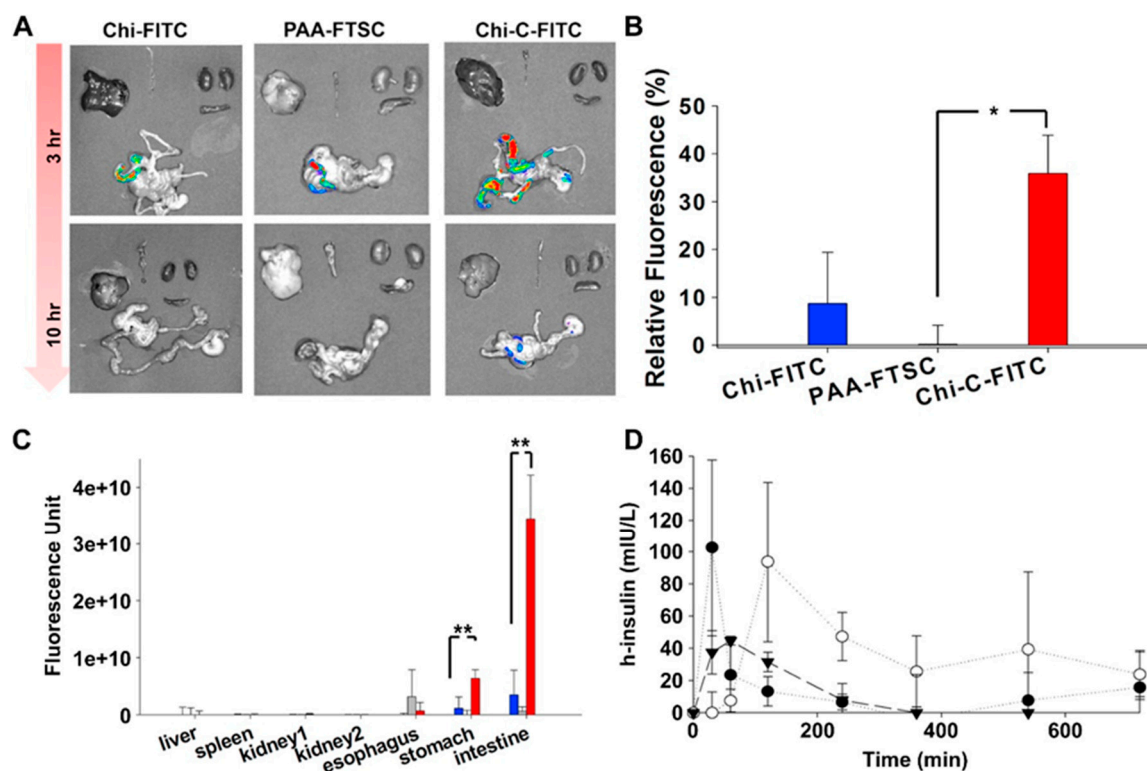 A
Chi-FITC
PAA-FTSC
Chi-C-FITC
3 hr
10 hr
B
Relative Fluorescence (%)
50
40
30
20
10
0
*
Chi-FITC
PAA-FTSC
Chi-C-FITC
C
Fluorescence Unit
4e+10
3e+10
2e+10
1e+10
0
**
**
liver
spleen
kidney1
kidney2
esophagus
stomach
intestine
D
h-insulin (mIU/L)
160
140
120
100
80
60
40
20
0
0 200 400 600
Time (min)